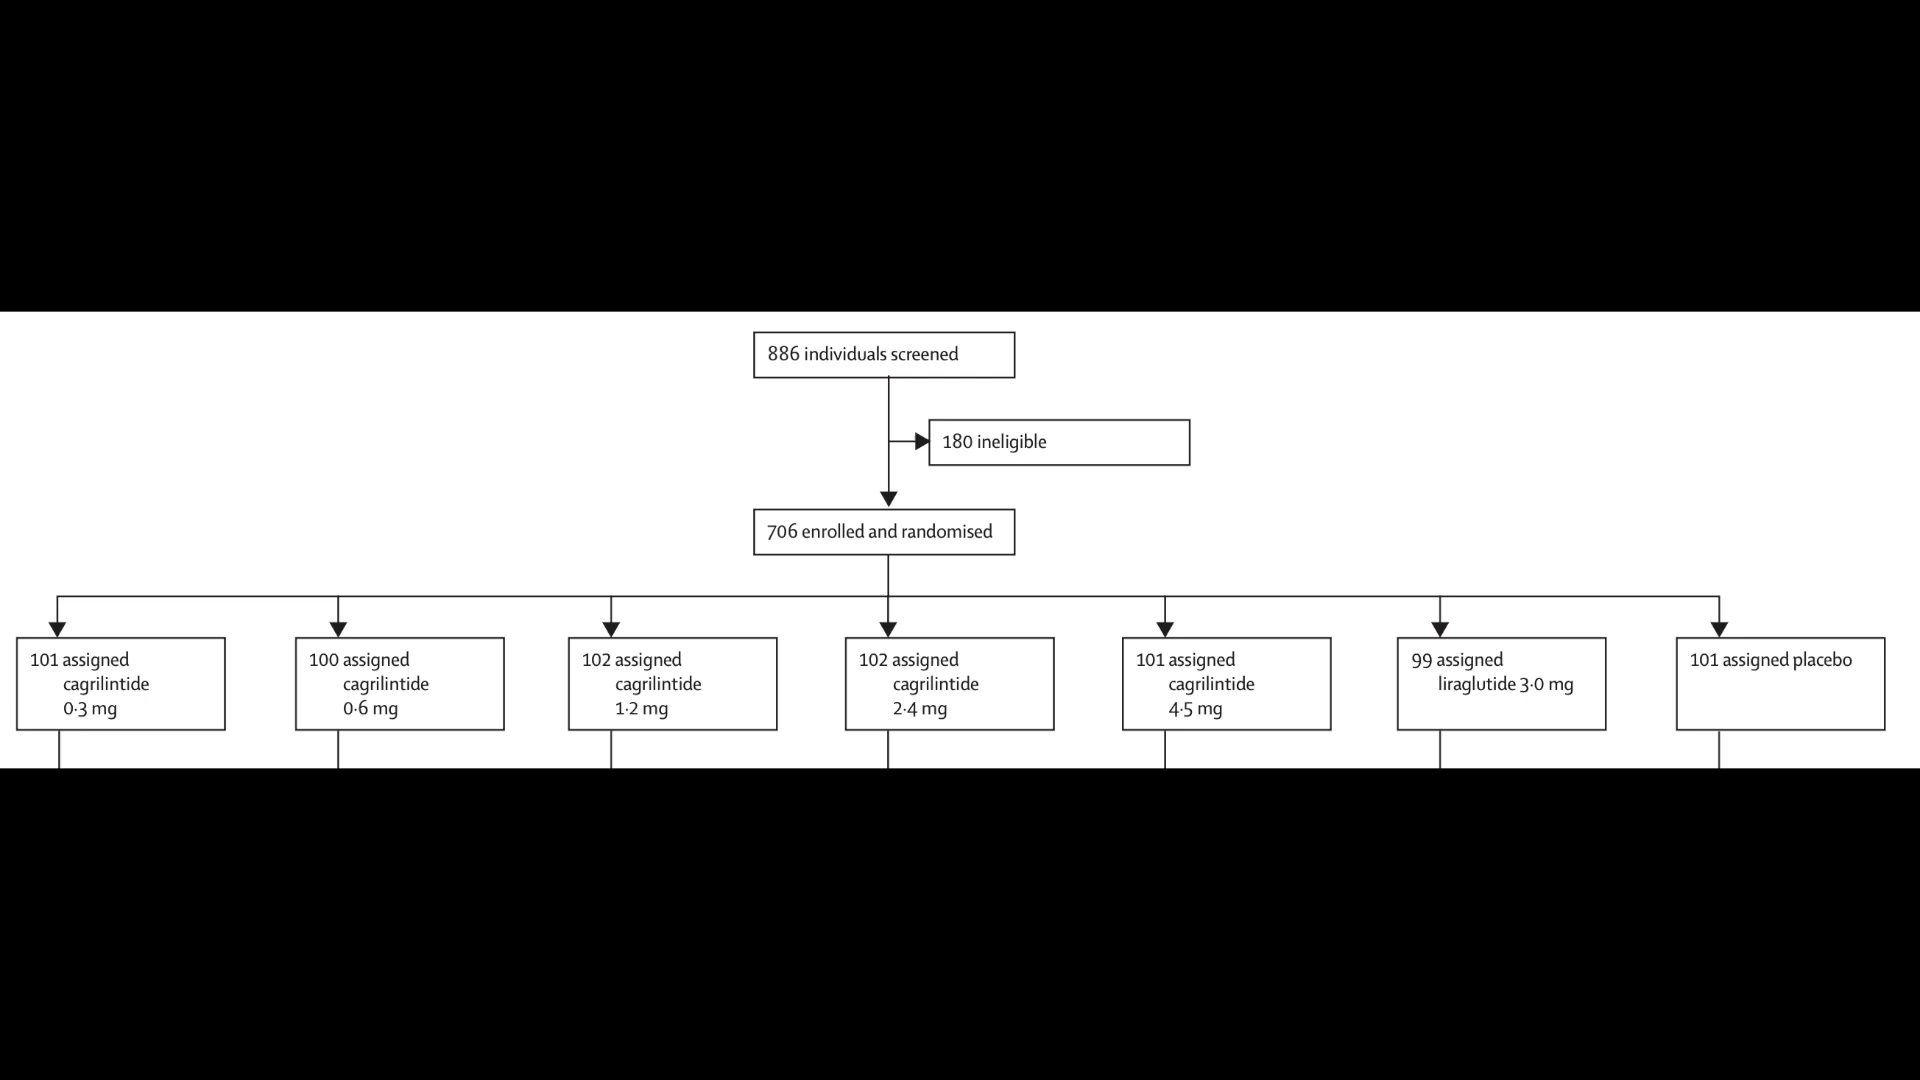 886 individuals screened
180 ineligible
706 enrolled and randomised
101 assigned
cagrilintide
0·3 mg
100 assigned
cagrilintide
0·6 mg
102 assigned
cagrilintide
1·2 mg
102 assigned
cagrilintide
2·4 mg
101 assigned
cagrilintide
4·5 mg
99 assigned
liraglutide 3·0 mg
101 assigned placebo